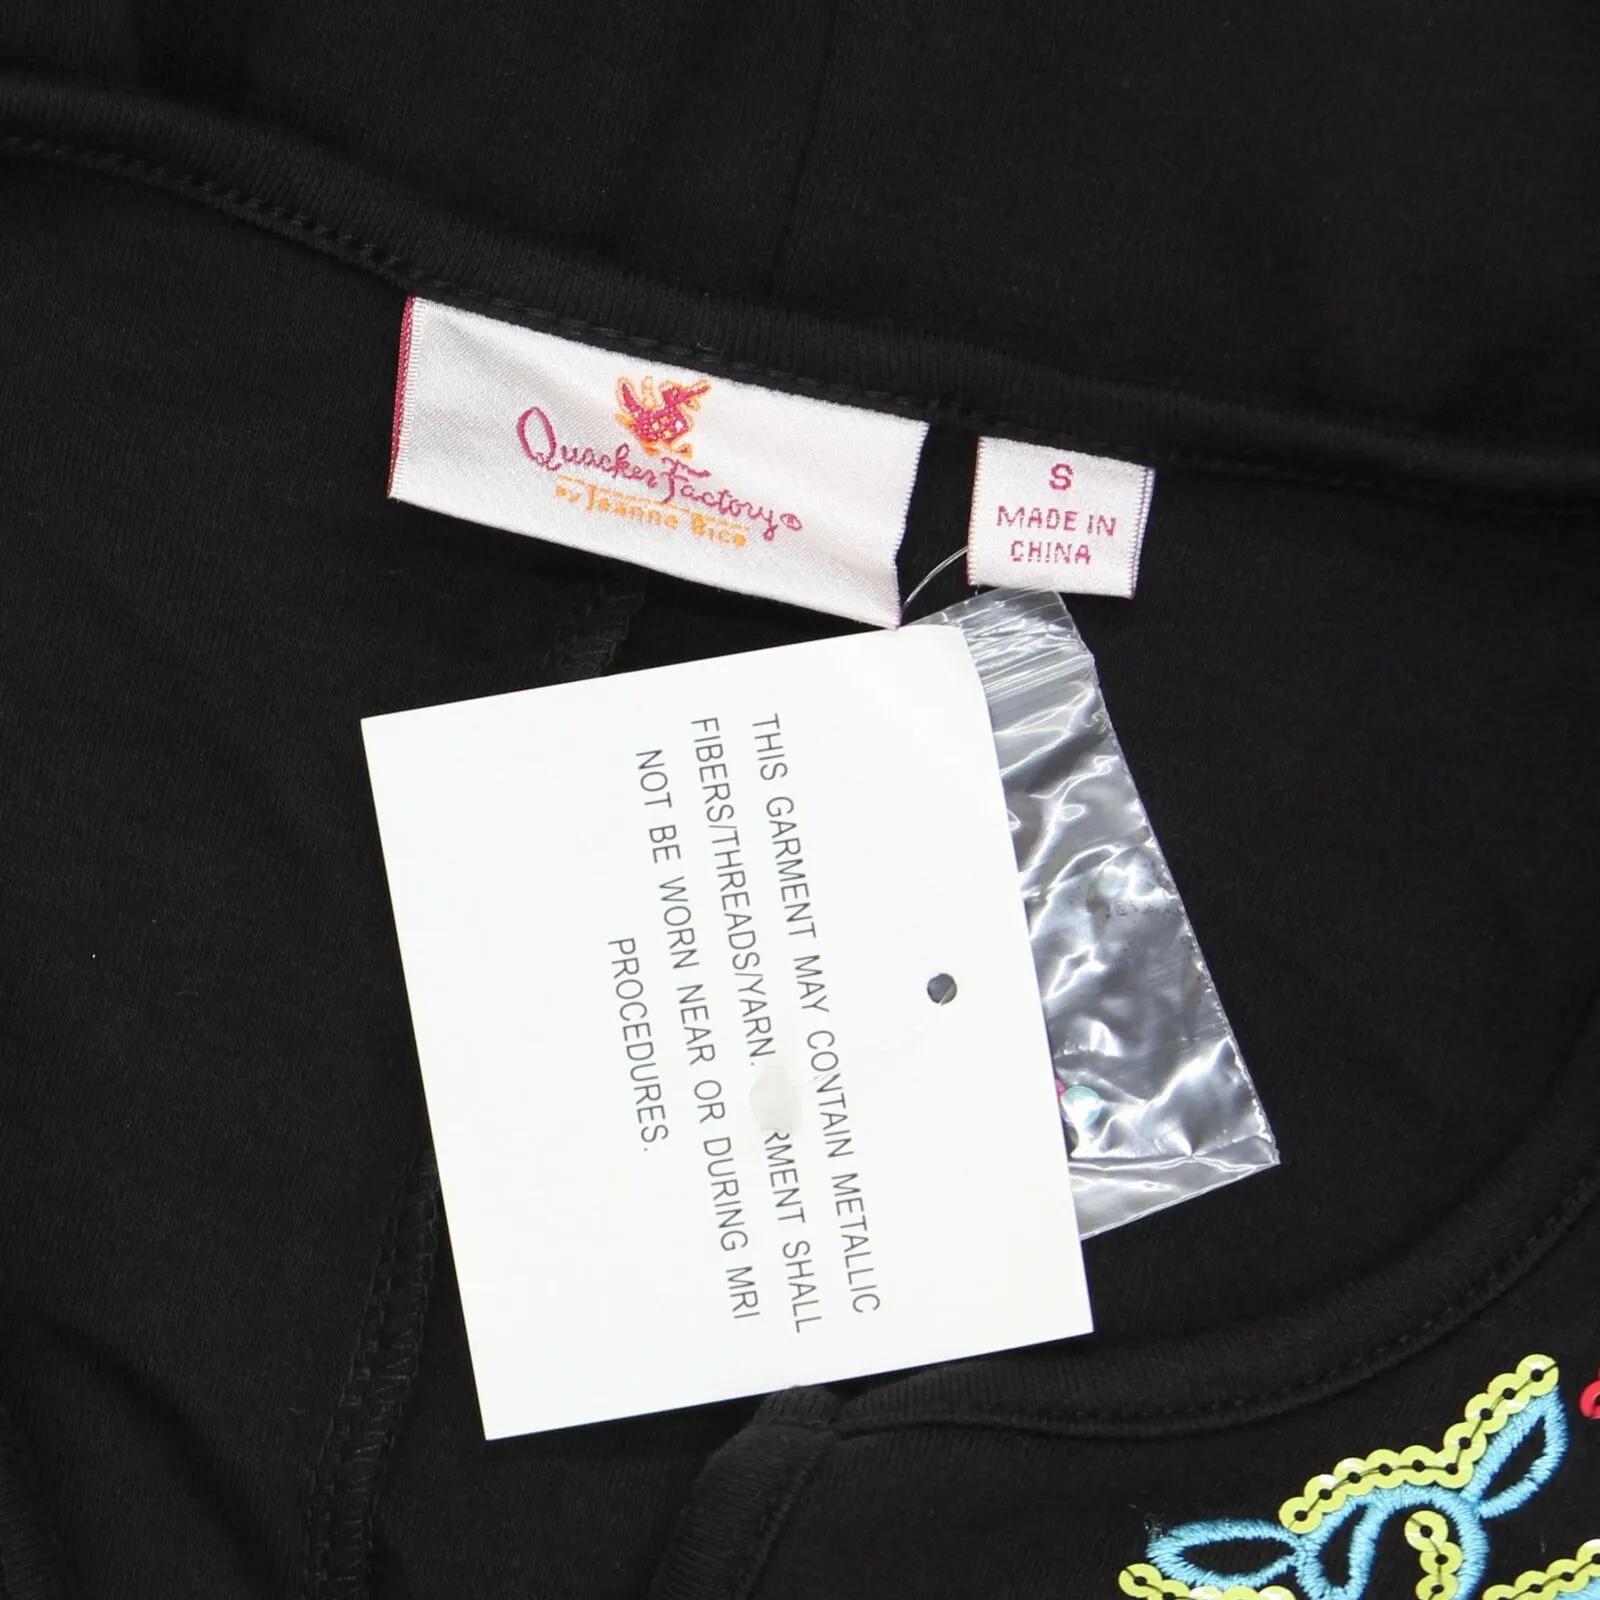 Quacker Factory®
by Jeanne Bice
S
MADE IN
CHINA
THIS GARMENT MAY CONTAIN METALLIC
FIBERS/THREADS/YARN. RMENT SHALL
NOT BE WORN NEAR OR DURING MRI
PROCEDURES.